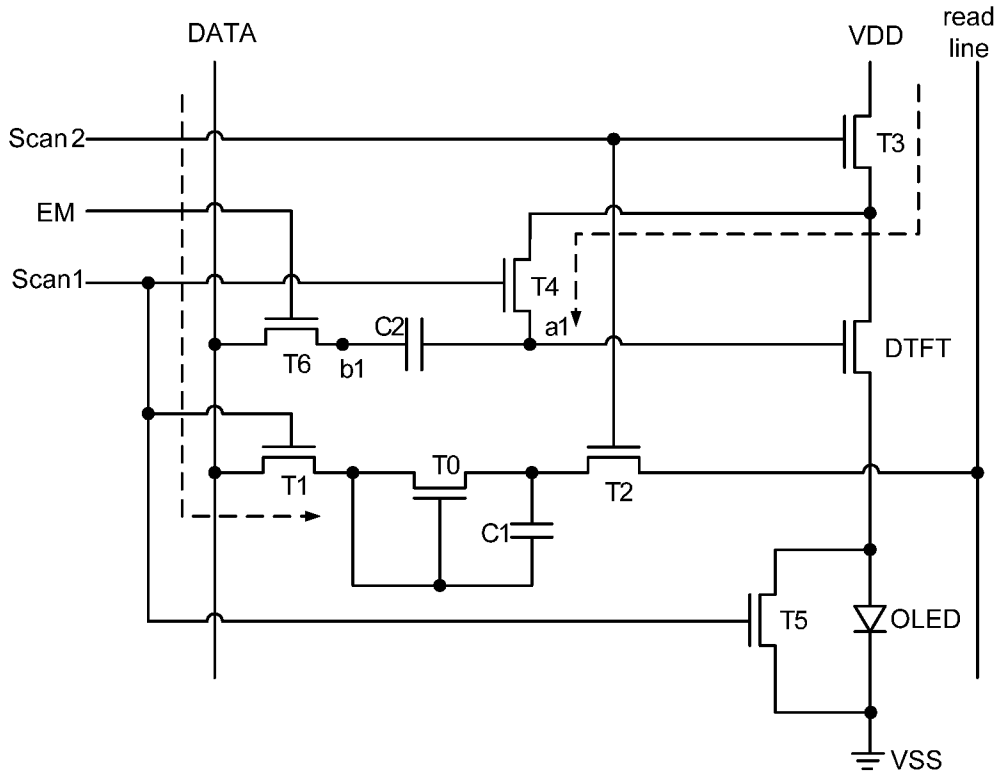 read
line
DATA
VDD
Scan2
T3
EM
Scan1
T4
C2
a1
T6
b1
DTFT
T1
T0
T2
C1
T5
OLED
VSS